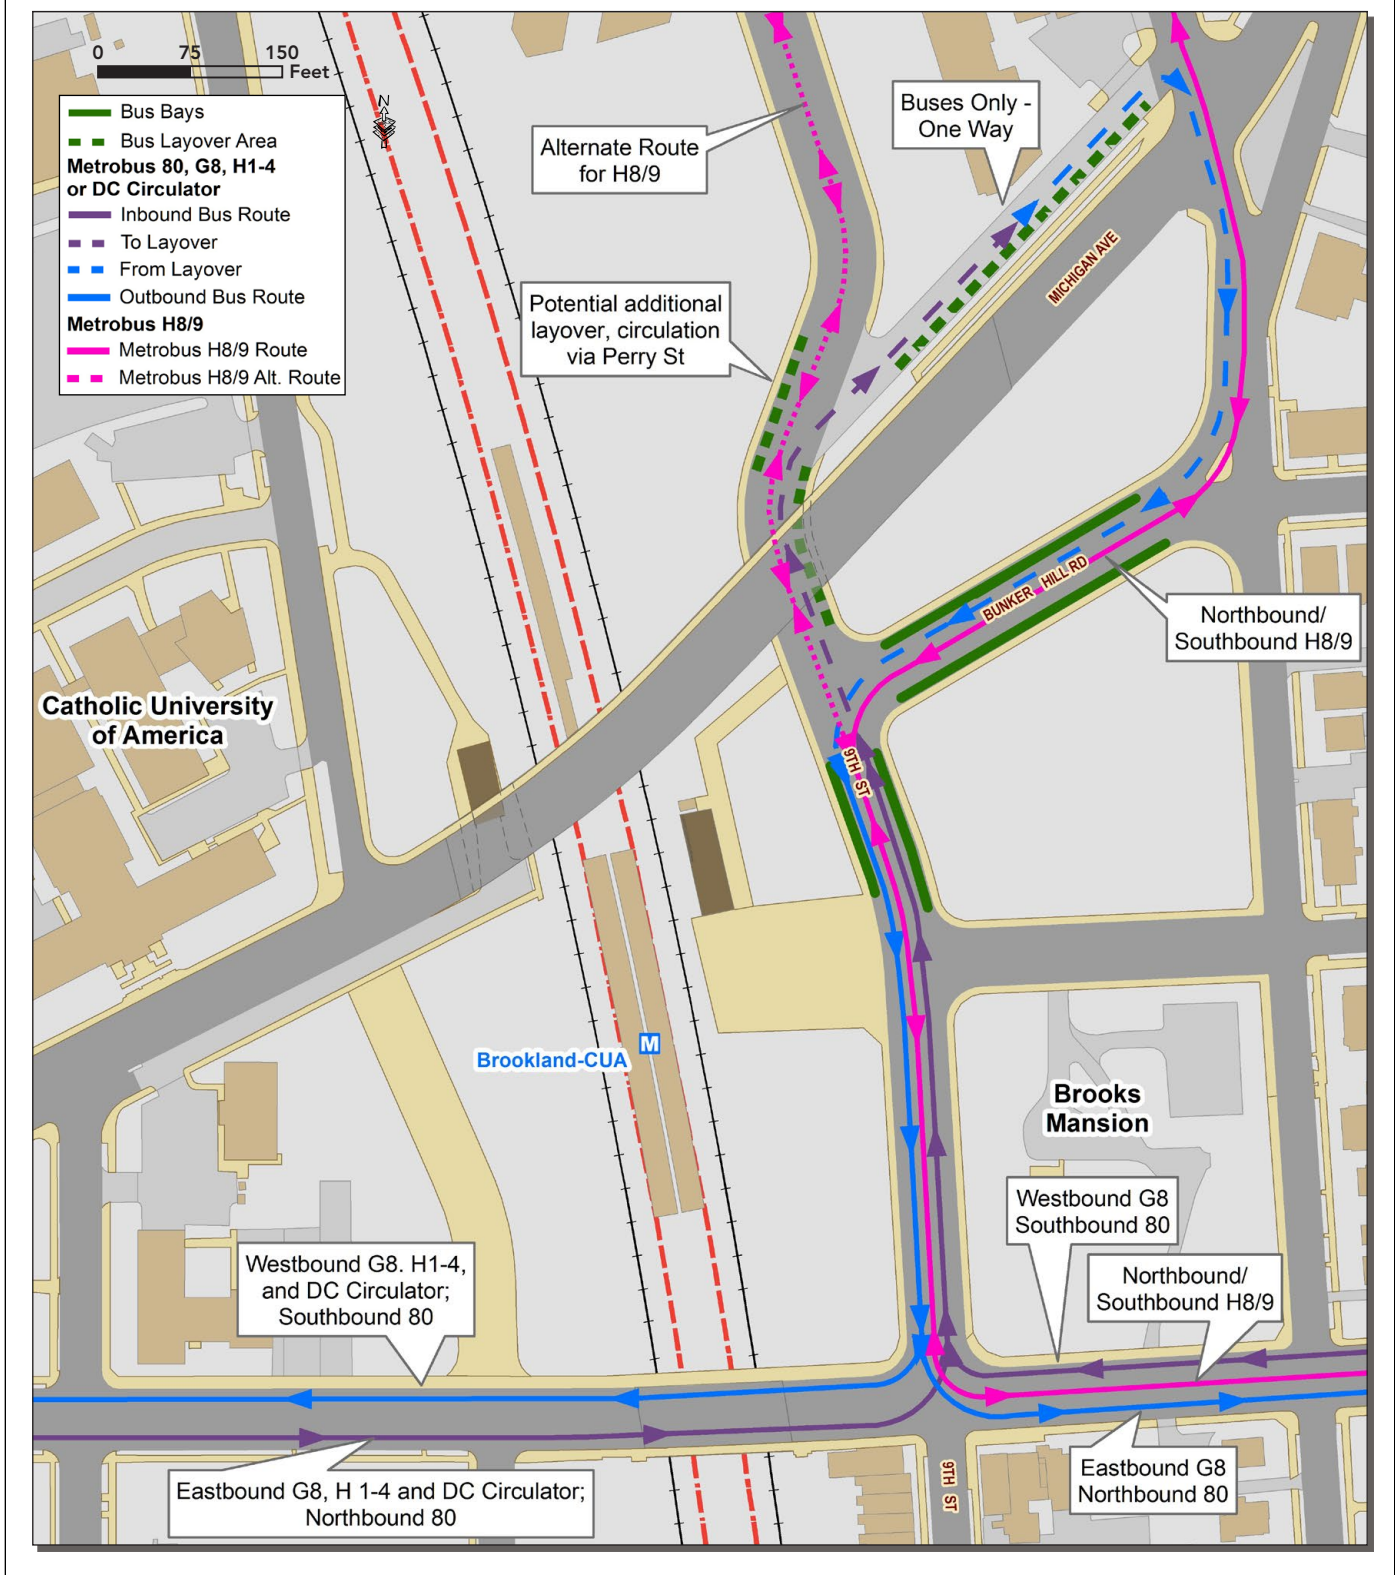 0 75 150
Feet
N
Bus Bays
Bus Layover Area
Metrobus 80, G8, H1-4
or DC Circulator
Inbound Bus Route
To Layover
From Layover
Outbound Bus Route
Metrobus H8/9
Metrobus H8/9 Route
Metrobus H8/9 Alt. Route
Alternate Route
for H8/9
Buses Only -
One Way
Potential additional
layover, circulation
via Perry St
MICHIGAN AVE
BUNKER HILL RD
Northbound/
Southbound H8/9
Catholic University
of America
9TH ST
M
Brookland-CUA
Brooks
Mansion
Westbound G8
Southbound 80
Westbound G8. H1-4,
and DC Circulator;
Southbound 80
Northbound/
Southbound H8/9
Eastbound G8, H 1-4 and DC Circulator;
Northbound 80
9TH ST
Eastbound G8
Northbound 80